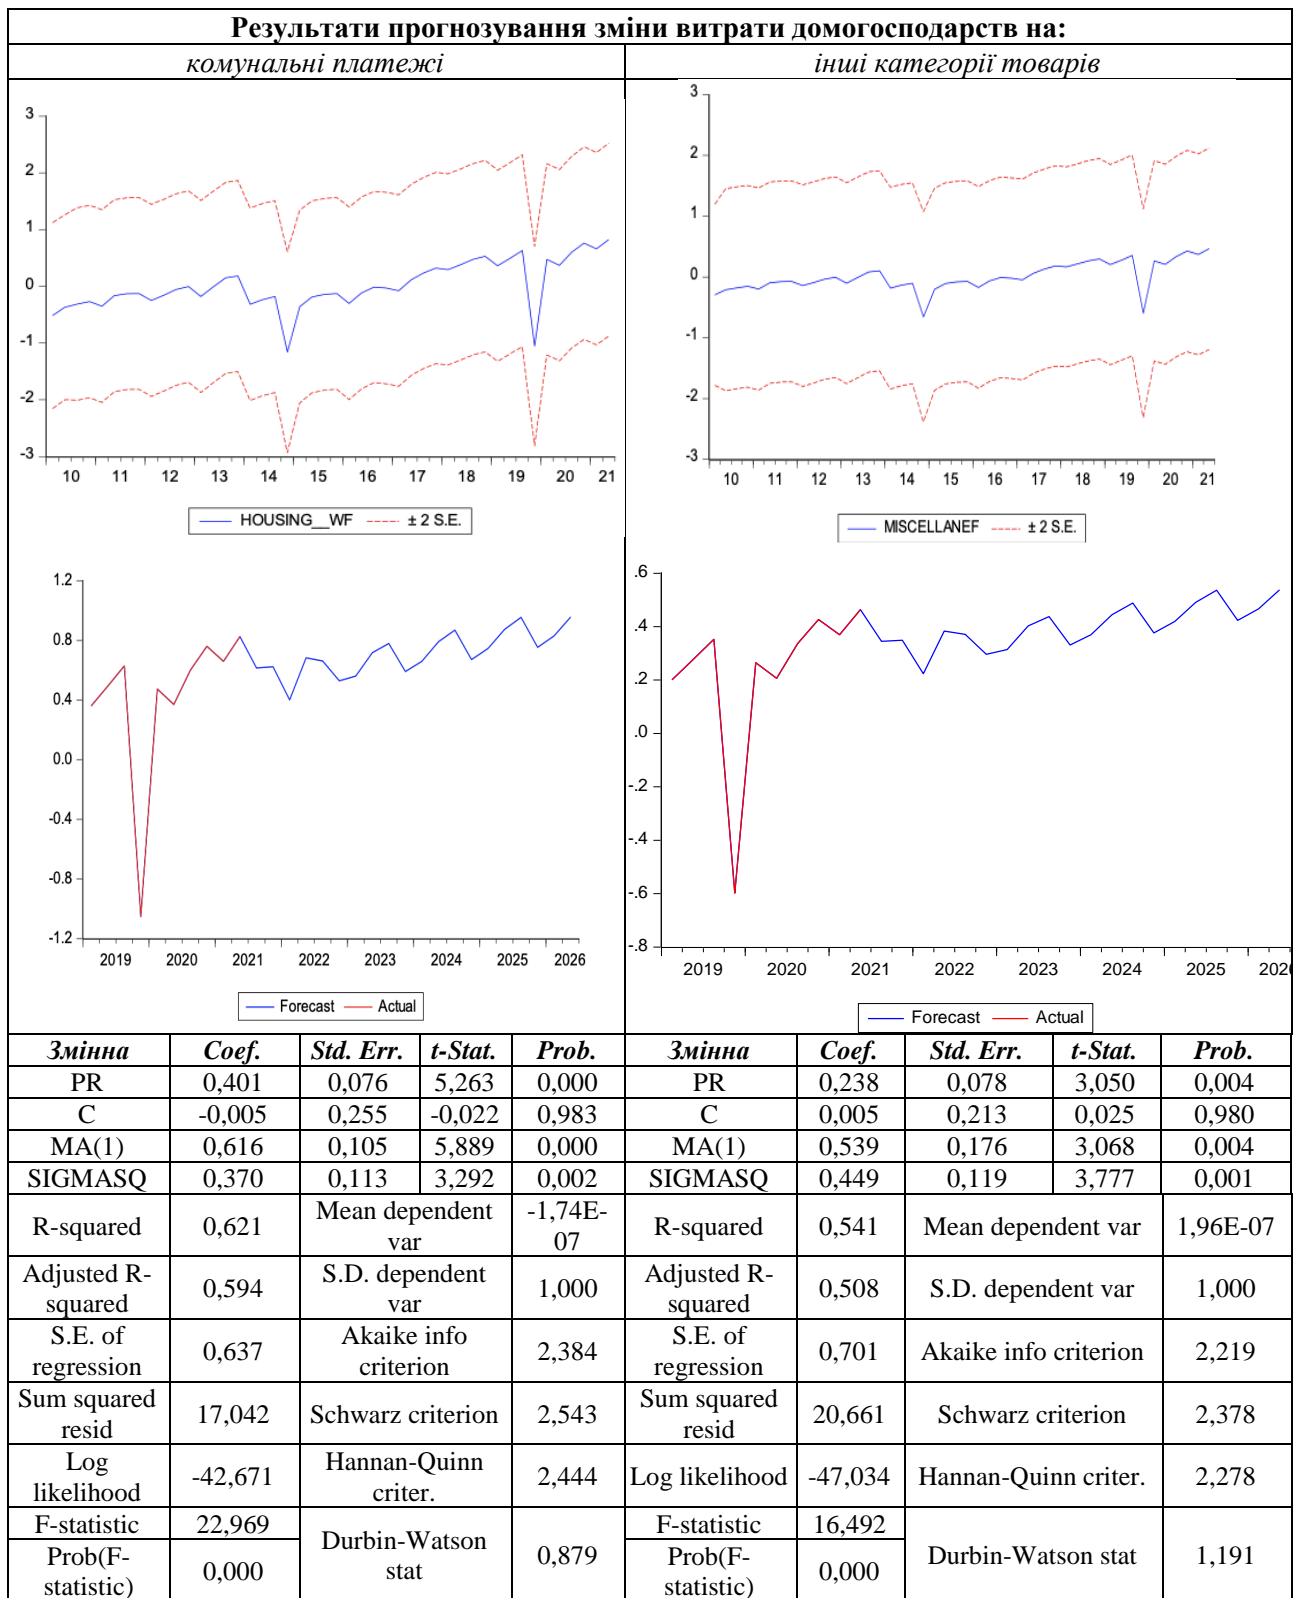 Результати прогнозування зміни витрати домогосподарств на:
комунальні платежі
інші категорії товарів
3
2
1
0
-1
-2
-3
10 11 12 13 14 15 16 17 18 19 20 21
HOUSING__WF ± 2 S.E.
3
2
1
0
-1
-2
-3
10 11 12 13 14 15 16 17 18 19 20 21
MISCELLANEF ± 2 S.E.
1.2
0.8
0.4
0.0
-0.4
-0.8
-1.2
2019 2020 2021 2022 2023 2024 2025 2026
Forecast Actual
.6
.4
.2
.0
-.2
-.4
-.6
-.8
2019 2020 2021 2022 2023 2024 2025 202
Forecast Actual
Змінна Coef. Std. Err. t-Stat. Prob. Змінна Coef. Std. Err. t-Stat. Prob.
PR 0,401 0,076 5,263 0,000 PR 0,238 0,078 3,050 0,004
C -0,005 0,255 -0,022 0,983 C 0,005 0,213 0,025 0,980
MA(1) 0,616 0,105 5,889 0,000 MA(1) 0,539 0,176 3,068 0,004
SIGMASQ 0,370 0,113 3,292 0,002 SIGMASQ 0,449 0,119 3,777 0,001
R-squared 0,621 Mean dependent var -1,74E-07 R-squared 0,541 Mean dependent var 1,96E-07
Adjusted R-squared 0,594 S.D. dependent var 1,000 Adjusted R-squared 0,508 S.D. dependent var 1,000
S.E. of regression 0,637 Akaike info criterion 2,384 S.E. of regression 0,701 Akaike info criterion 2,219
Sum squared resid 17,042 Schwarz criterion 2,543 Sum squared resid 20,661 Schwarz criterion 2,378
Log likelihood -42,671 Hannan-Quinn criter. 2,444 Log likelihood -47,034 Hannan-Quinn criter. 2,278
F-statistic 22,969 Durbin-Watson stat 0,879 F-statistic 16,492 Durbin-Watson stat 1,191
Prob(F-statistic) 0,000 Prob(F-statistic) 0,000